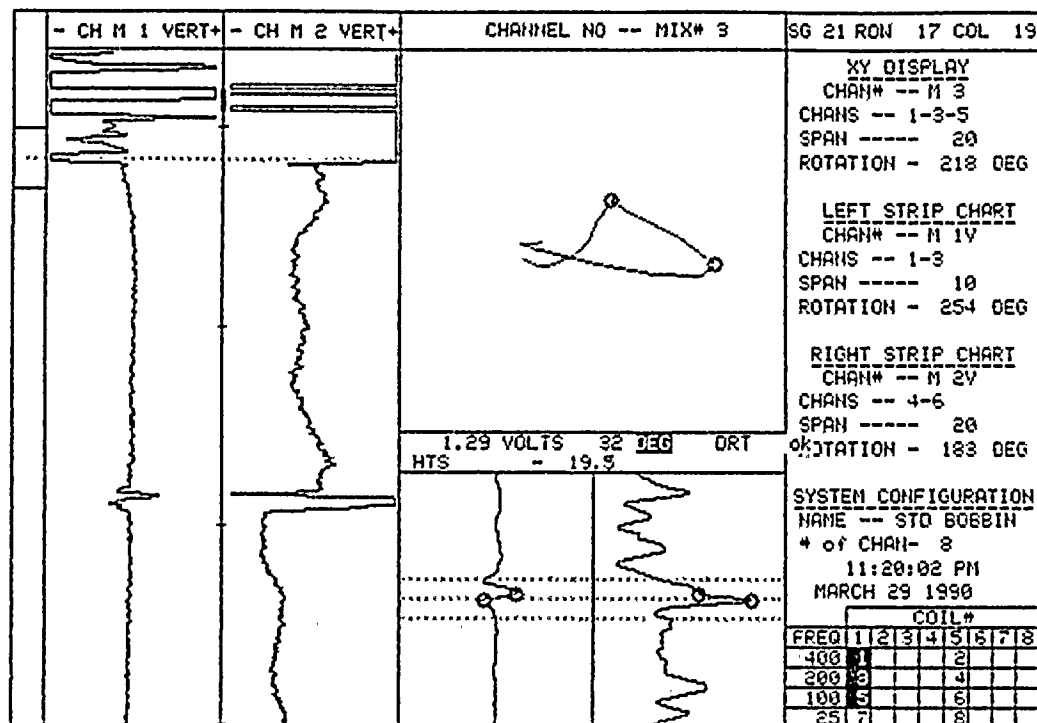 - CH M 1 VERT+
- CH M 2 VERT+
CHANNEL NO -- MIX# 3
SG 21 ROW 17 COL 19
XY DISPLAY
CHAN# -- M 3
CHANS -- 1-3-5
SPAN ----- 20
ROTATION - 218 DEG
LEFT STRIP CHART
CHAN# -- M 1V
CHANS -- 1-3
SPAN ----- 10
ROTATION - 254 DEG
RIGHT STRIP CHART
CHAN# -- M 2V
CHANS -- 4-6
SPAN ----- 20
ROTATION - 183 DEG
ok
1.29 VOLTS 32 DEG DRT
HTS - 19.5
SYSTEM CONFIGURATION
NAME -- STD BOBBIN
# of CHAN- 8
11:20:02 PM
MARCH 29 1990
COIL#
FREQ 1 2 3 4 5 6 7 8
400 1 2
200 3 4
100 5 6
25 7 8